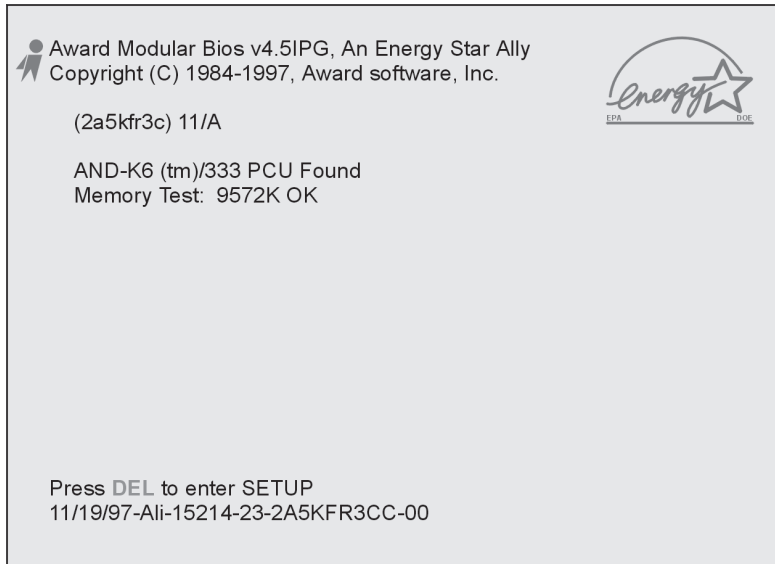 Award Modular Bios v4.5IPG, An Energy Star Ally
Copyright (C) 1984-1997, Award software, Inc.
energy
EPA DOE
(2a5kfr3c) 11/A
AND-K6 (tm)/333 PCU Found
Memory Test: 9572K OK
Press DEL to enter SETUP
11/19/97-Ali-15214-23-2A5KFR3CC-00